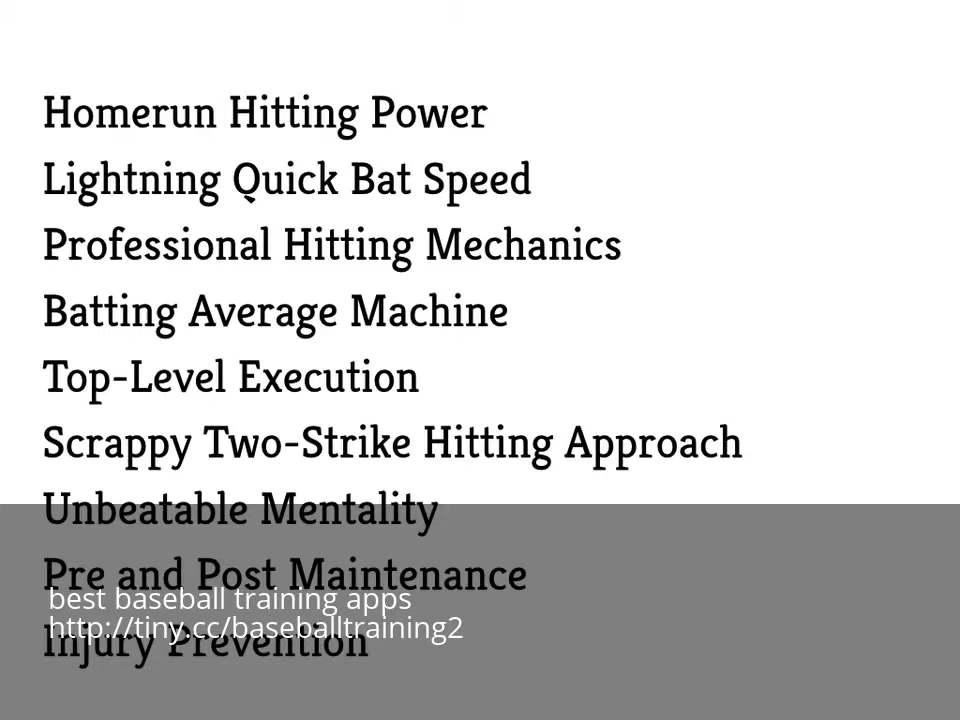 Homerun Hitting Power
Lightning Quick Bat Speed
Professional Hitting Mechanics
Batting Average Machine
Top-Level Execution
Scrappy Two-Strike Hitting Approach
Unbeatable Mentality
Pre and Post Maintenance
best baseball training apps
http://tiny.cc/baseballtraining2
Injury Prevention